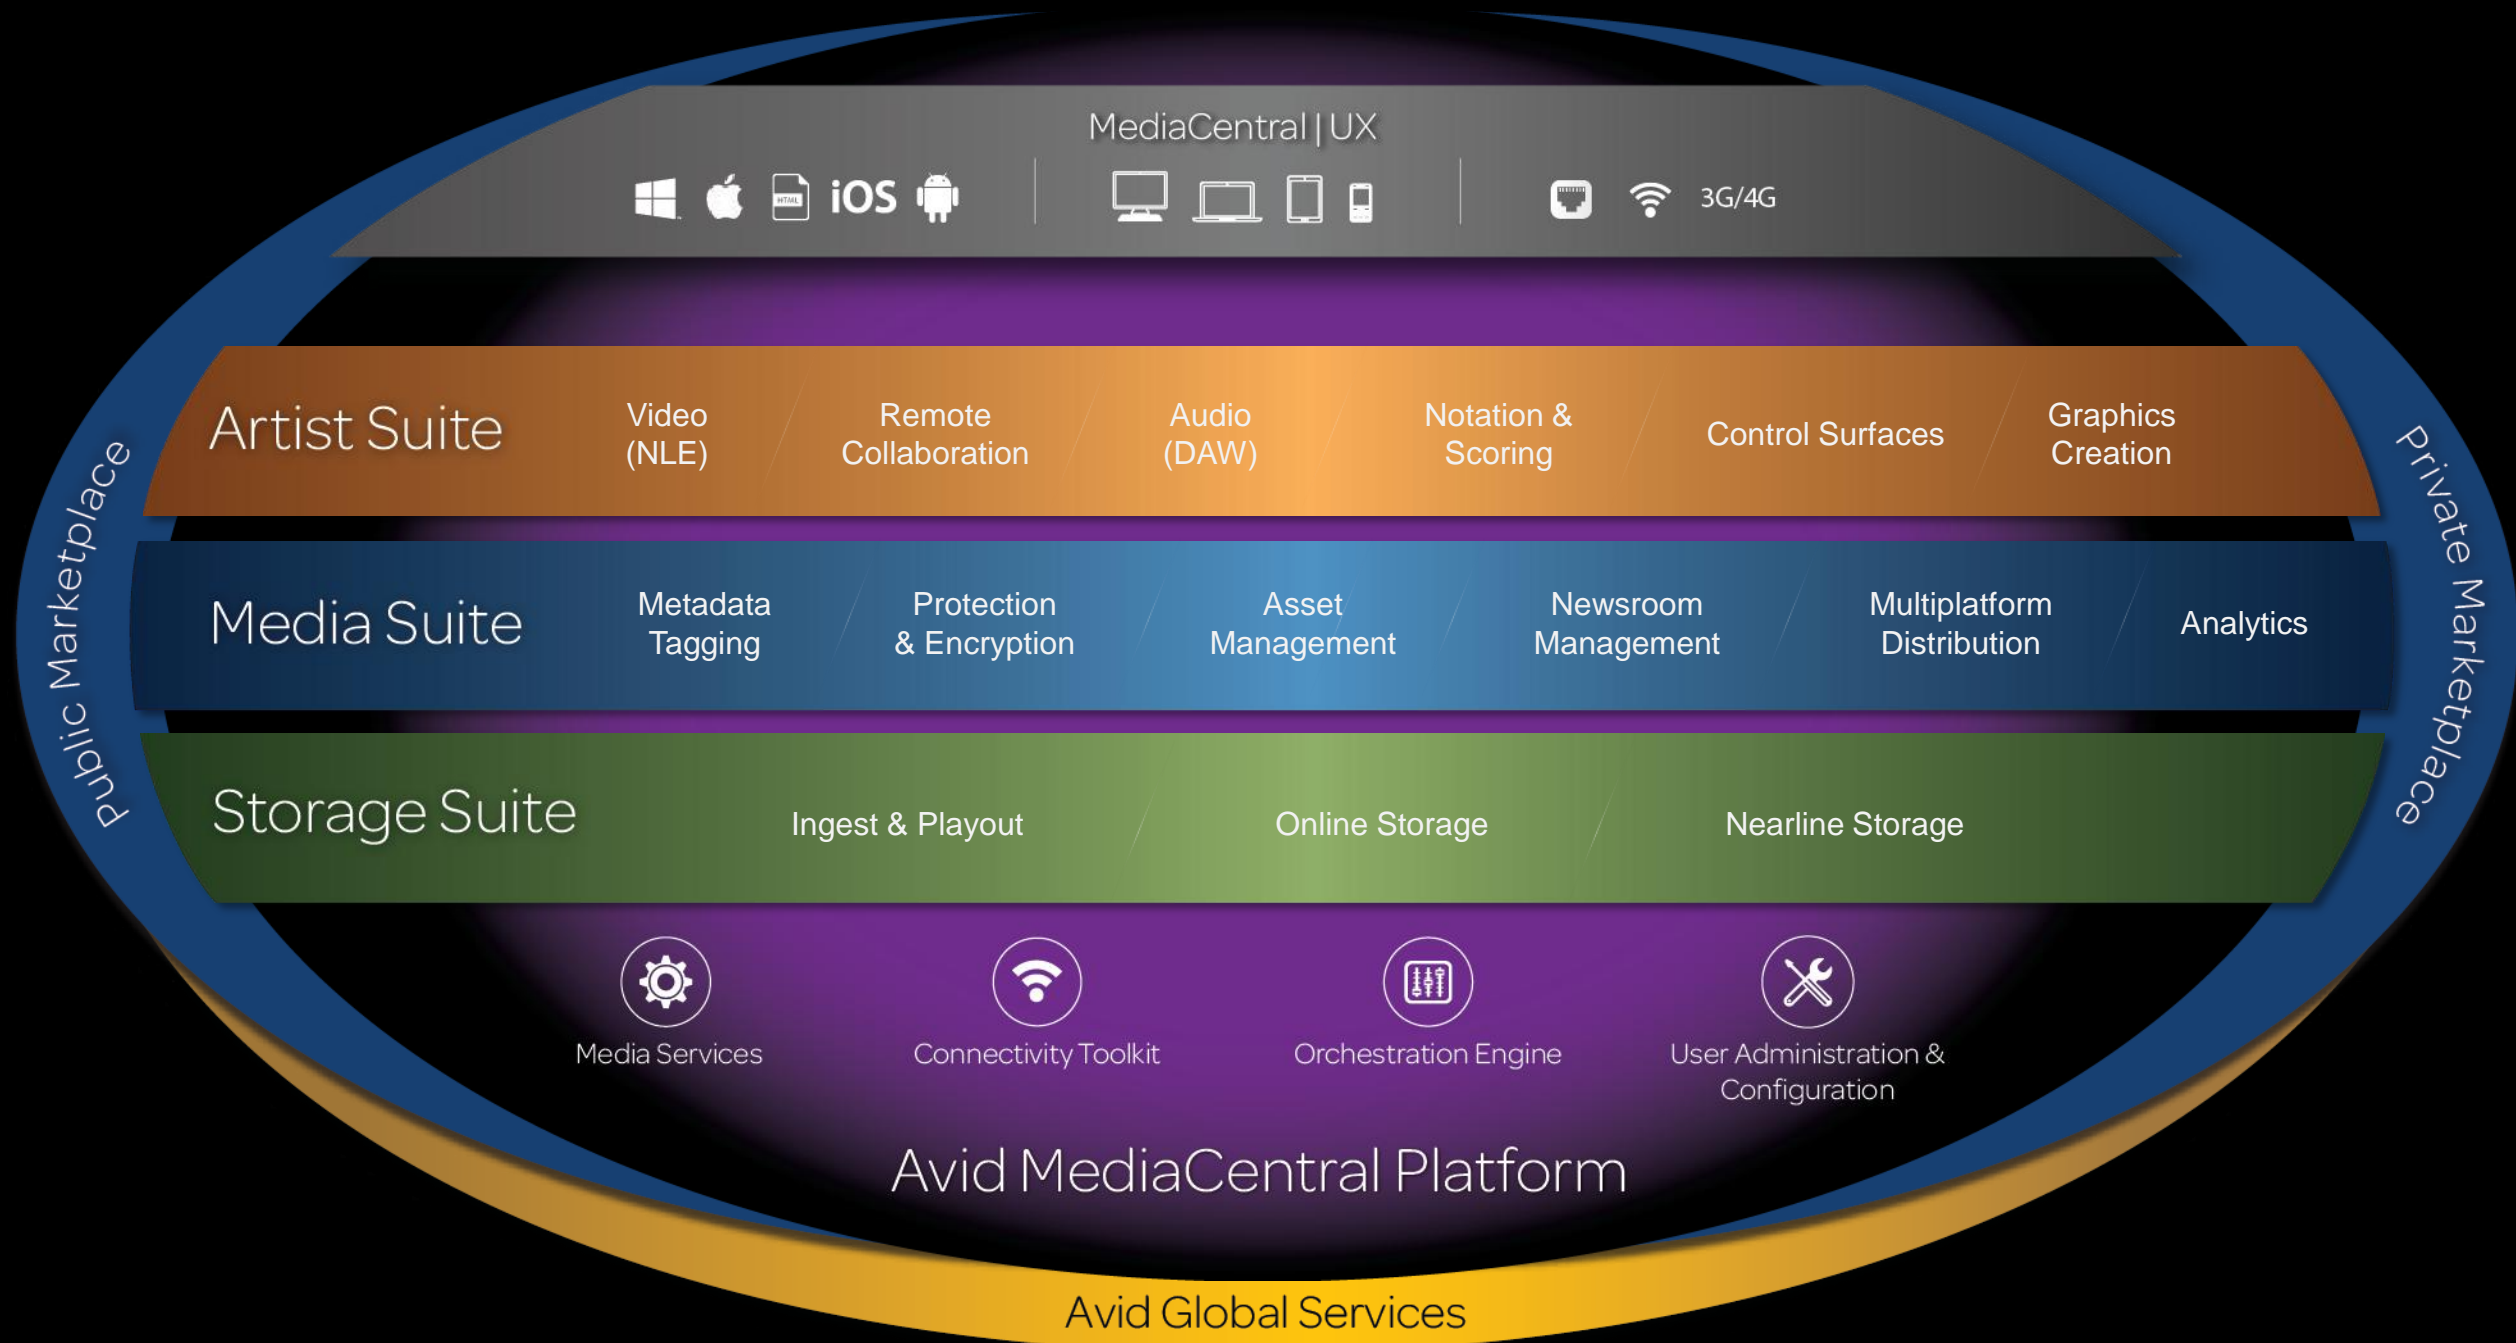 MediaCentral | UX
HTML
iOS
3G/4G
Artist Suite
Video
(NLE)
Remote
Collaboration
Audio
(DAW)
Notation &
Scoring
Control Surfaces
Graphics
Creation
Public Marketplace
Private Marketplace
Media Suite
Metadata
Tagging
Protection
& Encryption
Asset
Management
Newsroom
Management
Multiplatform
Distribution
Analytics
Storage Suite
Ingest & Playout
Online Storage
Nearline Storage
Media Services
Connectivity Toolkit
Orchestration Engine
User Administration &
Configuration
Avid MediaCentral Platform
Avid Global Services